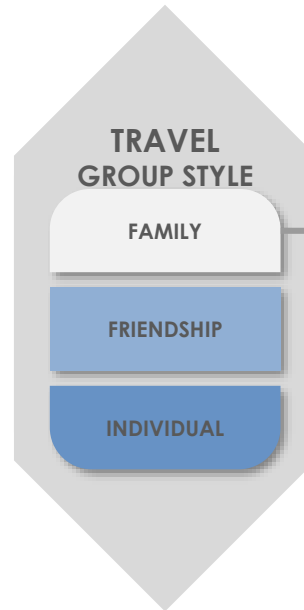 TRAVEL
GROUP STYLE
FAMILY
FRIENDSHIP
INDIVIDUAL